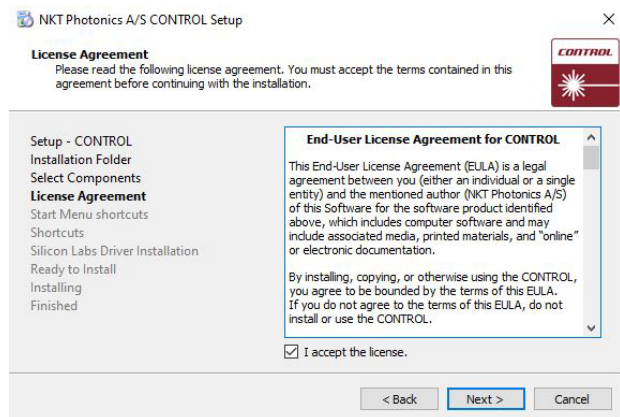 NKT Photonics A/S CONTROL Setup
License Agreement
Please read the following license agreement. You must accept the terms contained in this
agreement before continuing with the installation.
CONTROL
Setup - CONTROL
Installation Folder
Select Components
License Agreement
Start Menu shortcuts
Shortcuts
Silicon Labs Driver Installation
Ready to Install
Installing
Finished
End-User License Agreement for CONTROL
This End-User License Agreement (EULA) is a legal
agreement between you (either an individual or a single
entity) and the mentioned author (NKT Photonics A/S)
of this Software for the software product identified
above, which includes computer software and may
include associated media, printed materials, and “online”
or electronic documentation.
By installing, copying, or otherwise using the CONTROL,
you agree to be bounded by the terms of this EULA.
If you do not agree to the terms of this EULA, do not
install or use the CONTROL.
I accept the license.
< Back
Next >
Cancel